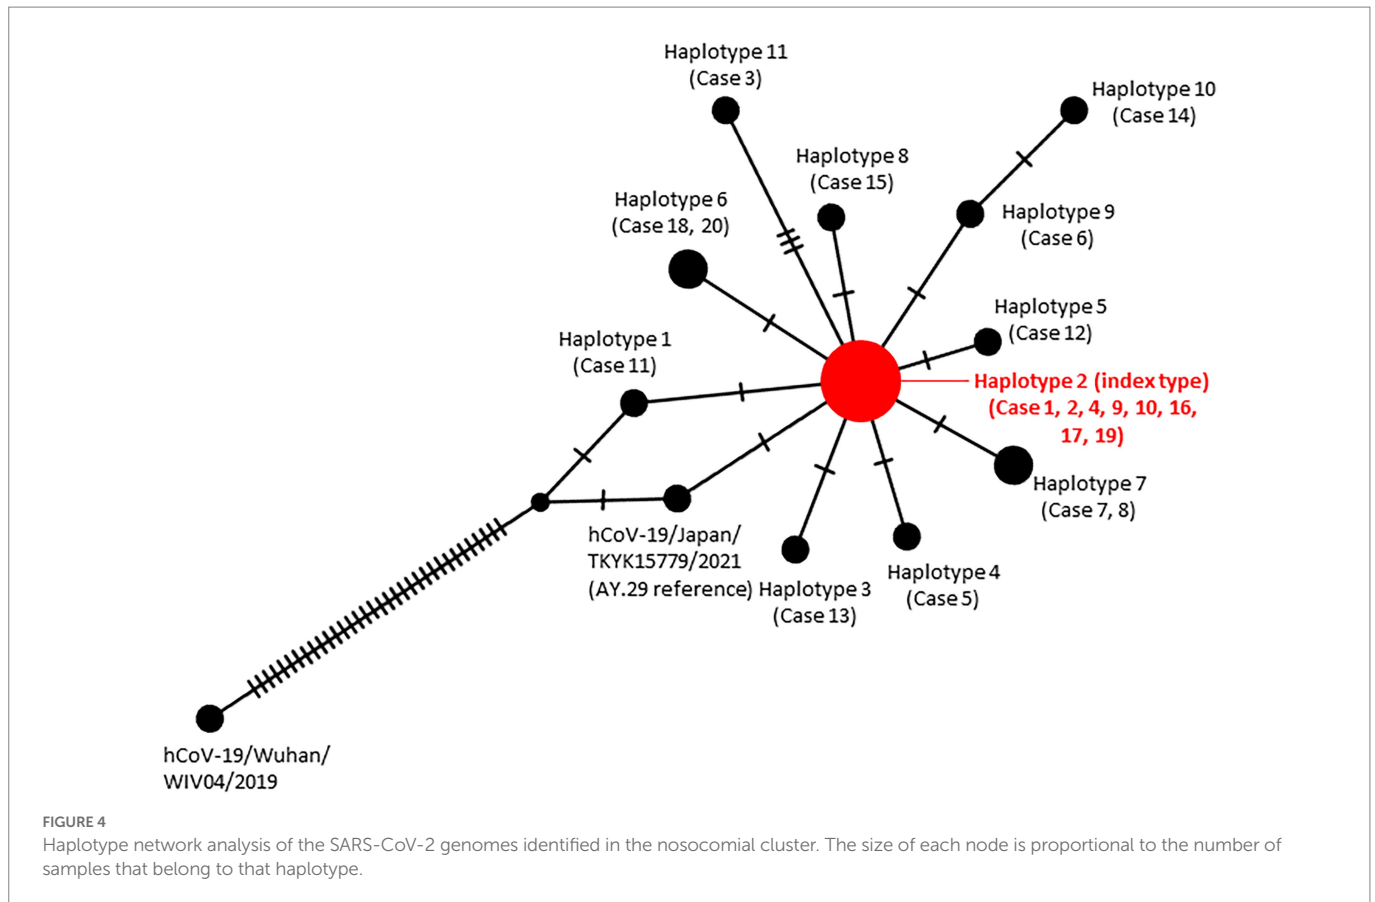 Haplotype 11
(Case 3)
Haplotype 10
(Case 14)
Haplotype 8
(Case 15)
Haplotype 6
(Case 18, 20)
Haplotype 9
(Case 6)
Haplotype 5
(Case 12)
Haplotype 1
(Case 11)
Haplotype 2 (index type)
(Case 1, 2, 4, 9, 10, 16,
17, 19)
Haplotype 7
(Case 7, 8)
hCoV-19/Japan/
TKYK15779/2021
(AY.29 reference)
Haplotype 3
(Case 13)
Haplotype 4
(Case 5)
hCoV-19/Wuhan/
WIV04/2019
FIGURE 4
Haplotype network analysis of the SARS-CoV-2 genomes identified in the nosocomial cluster. The size of each node is proportional to the number of
samples that belong to that haplotype.